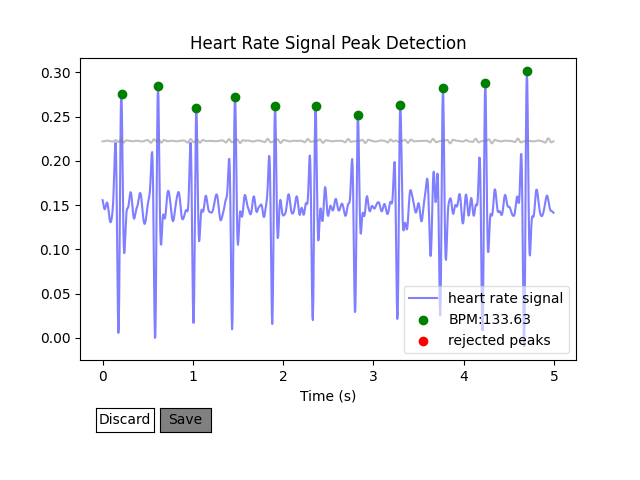 Heart Rate Signal Peak Detection
0.30
0.25
0.20
0.15
0.10
0.05
0.00
heart rate signal
BPM:133.63
rejected peaks
0 1 2 3 4 5
Time (s)
Discard Save